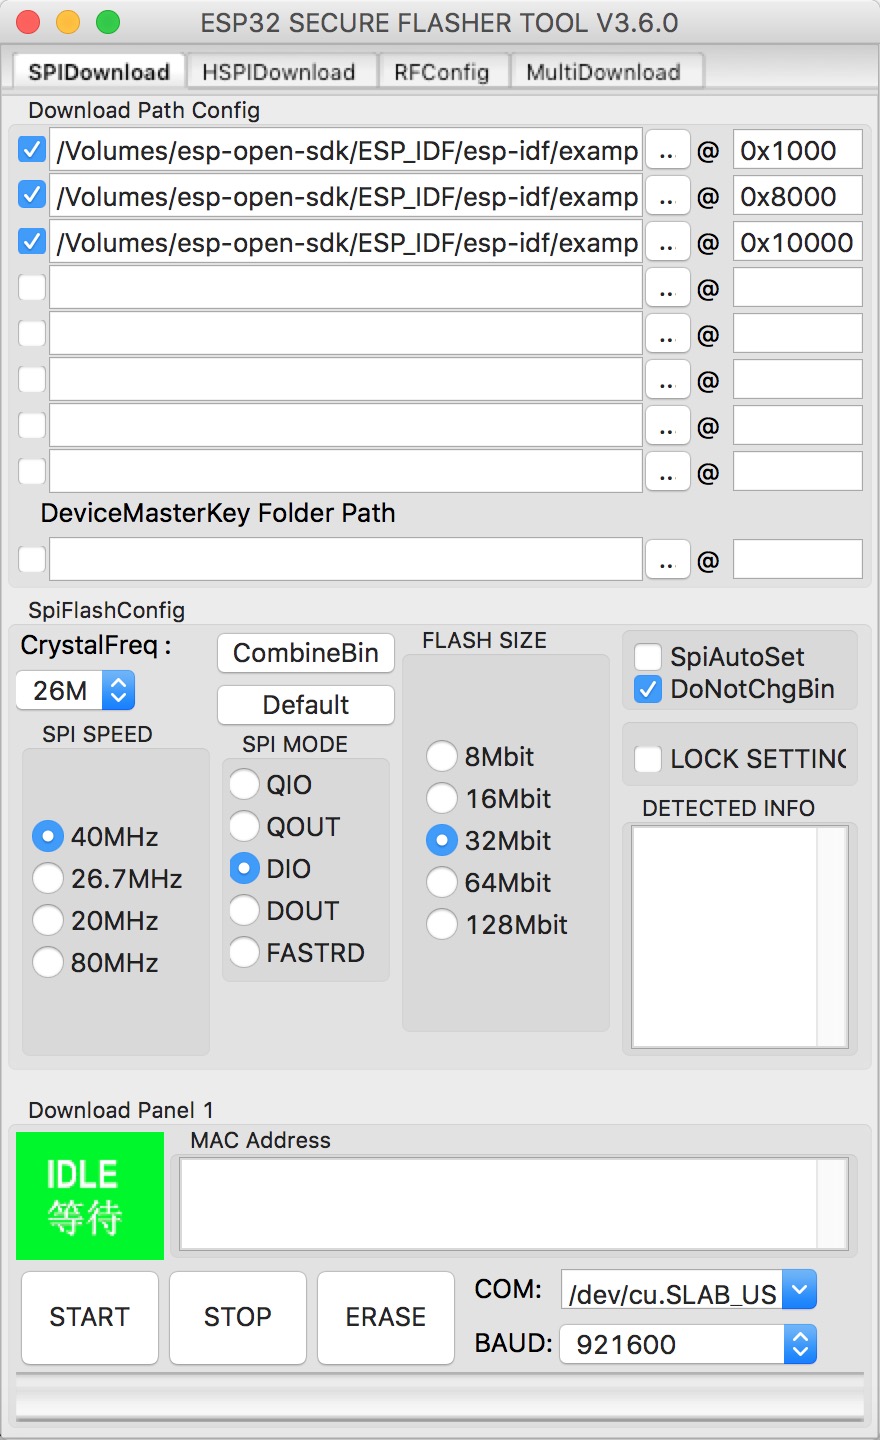 ESP32 SECURE FLASHER TOOL V3.6.0
SPIDownload HSPIDownload RFConfig MultiDownload
Download Path Config
/Volumes/esp-open-sdk/ESP_IDF/esp-idf/examp .. @ 0x1000
/Volumes/esp-open-sdk/ESP_IDF/esp-idf/examp .. @ 0x8000
/Volumes/esp-open-sdk/ESP_IDF/esp-idf/examp .. @ 0x10000
.. @
.. @
.. @
.. @
.. @
DeviceMasterKey Folder Path
.. @
SpiFlashConfig
CrystalFreq :
26M
CombineBin
Default
SPI SPEED
40MHz
26.7MHz
20MHz
80MHz
SPI MODE
QIO
QOUT
DIO
DOUT
FASTRD
FLASH SIZE
8Mbit
16Mbit
32Mbit
64Mbit
128Mbit
SpiAutoSet
DoNotChgBin
LOCK SETTING
DETECTED INFO
Download Panel 1
IDLE
等待
MAC Address
START STOP ERASE
COM: /dev/cu.SLAB_US
BAUD: 921600